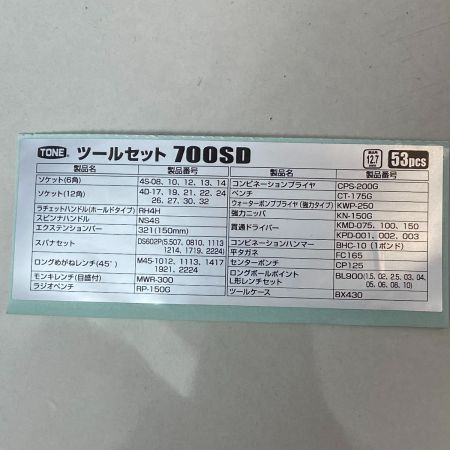 TONE ツールセット 700SD 差込角 12.7 mm 53pcs
製品名 製品番号
ソケット(6角) 4S-08、10、12、13、14
ソケット(12角) 4D-17、19、21、22、24
26、27、30、32
ラチェットハンドル(ホールドタイプ) RH4H
スピンナハンドル NS4S
エクステンションバー 321(150mm)
スパナセット DS602P(5.507、0810、1113
1214、1719、2224)
ロングめがねレンチ(45°) M45-1012、1113、1417
1921、2224
モンキレンチ(目盛付) MWR-300
ラジオペンチ RP-150G
製品名 製品番号
コンビネーションプライヤ CPS-200G
ペンチ CT-175G
ウォーターポンププライヤ(強力タイプ) KWP-250
強力ニッパ KN-150G
貫通ドライバー KMD-075、100、150
KPD-001、002、003
コンビネーションハンマー BHC-10(1ポンド)
平タガネ FC165
センターポンチ CP125
ロングボールポイント
L形レンチセット BL900(1.5、02、2.5、03、04、
05、06、08、10)
ツールケース BX430